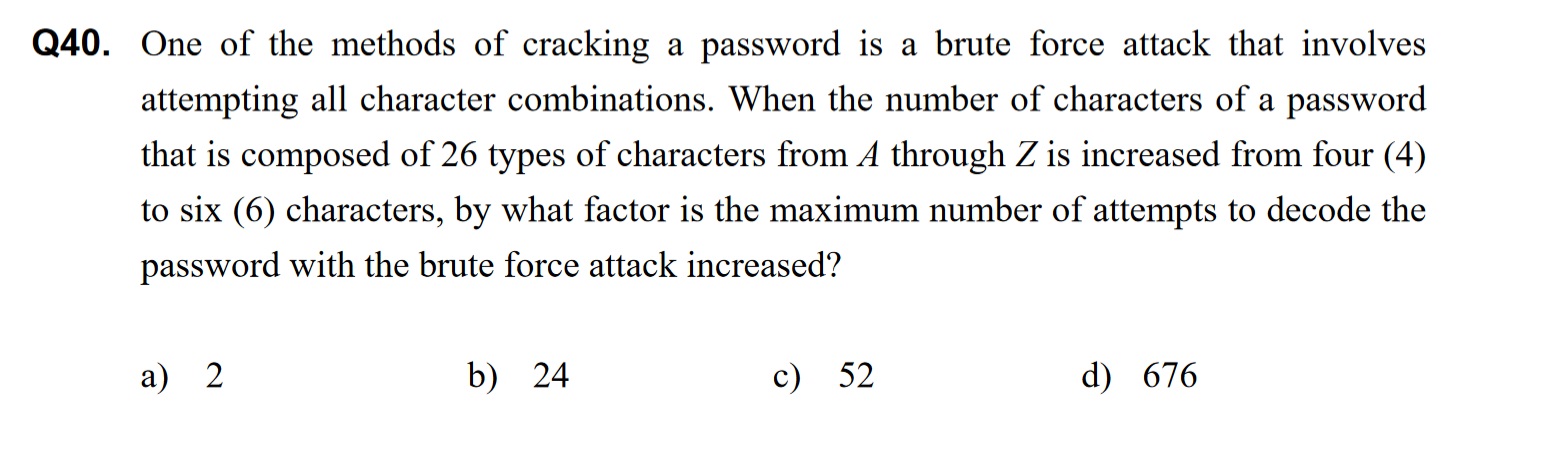 Q40. One of the methods of cracking a password is a brute force attack that involves
attempting all character combinations. When the number of characters of a password
that is composed of 26 types of characters from A through Z is increased from four (4)
to six (6) characters, by what factor is the maximum number of attempts to decode the
password with the brute force attack increased?
a) 2 b) 24 c) 52 d) 676